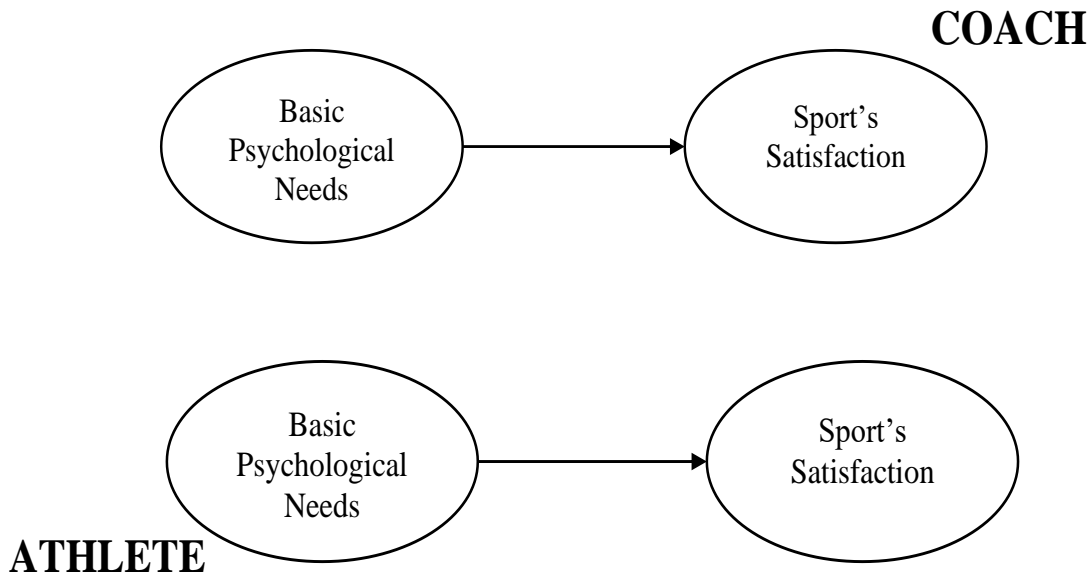 COACH
Basic
Psychological
Needs
Sport's
Satisfaction
Basic
Psychological
Needs
Sport's
Satisfaction
ATHLETE